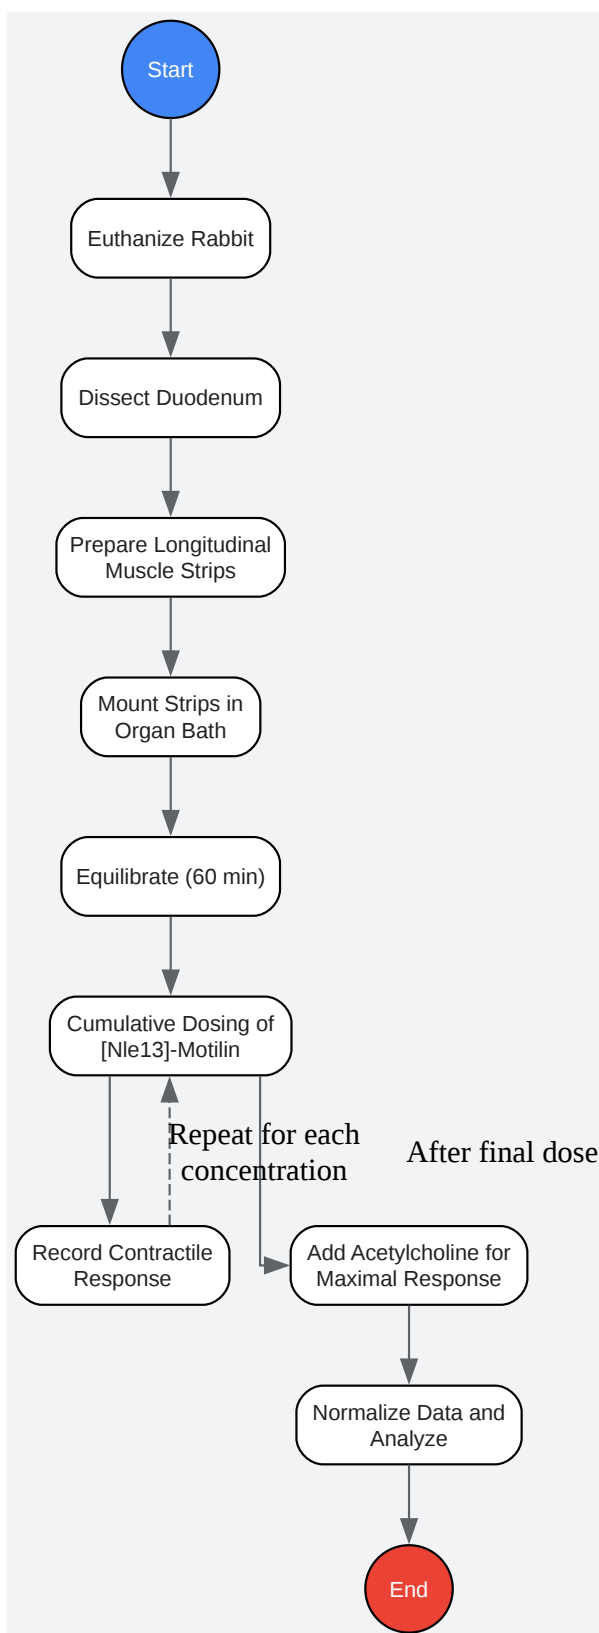 Start
Euthanize Rabbit
Dissect Duodenum
Prepare Longitudinal
Muscle Strips
Mount Strips in
Organ Bath
Equilibrate (60 min)
Cumulative Dosing of
[Nle13]-Motilin
Repeat for each
concentration
After final dose
Record Contractile
Response
Add Acetylcholine for
Maximal Response
Normalize Data and
Analyze
End